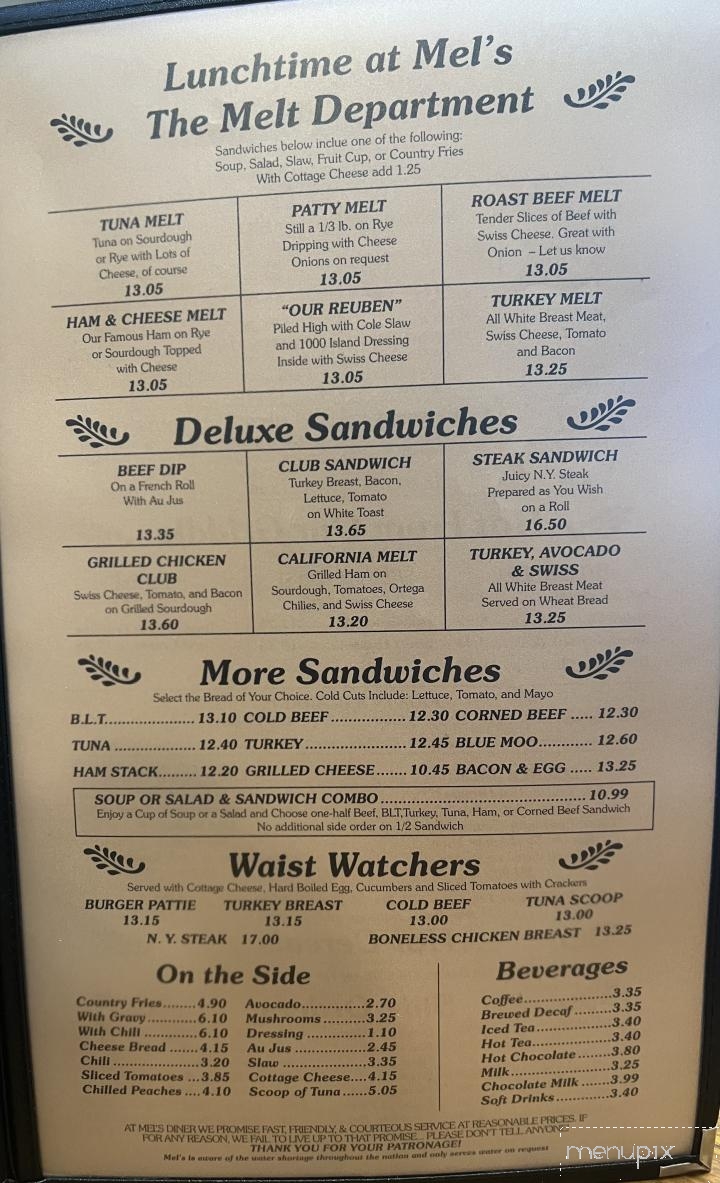 Lunchtime at Mel's
The Melt Department
Sandwiches below inclue one of the following:
Soup, Salad, Slaw, Fruit Cup, or Country Fries
With Cottage Cheese add 1.25
TUNA MELT
Tuna on Sourdough
or Rye with Lots of
Cheese, of course
13.05
PATTY MELT
Still a 1/3 lb. on Rye
Dripping with Cheese
Onions on request
13.05
ROAST BEEF MELT
Tender Slices of Beef with
Swiss Cheese. Great with
Onion – Let us know
13.05
HAM & CHEESE MELT
Our Famous Ham on Rye
or Sourdough Topped
with Cheese
13.05
"OUR REUBEN"
Piled High with Cole Slaw
and 1000 Island Dressing
Inside with Swiss Cheese
13.05
TURKEY MELT
All White Breast Meat,
Swiss Cheese, Tomato
and Bacon
13.25
Deluxe Sandwiches
BEEF DIP
On a French Roll
With Au Jus
13.35
CLUB SANDWICH
Turkey Breast, Bacon,
Lettuce, Tomato
on White Toast
13.65
STEAK SANDWICH
Juicy N.Y. Steak
Prepared as You Wish
on a Roll
16.50
GRILLED CHICKEN
CLUB
Swiss Cheese, Tomato, and Bacon
on Grilled Sourdough
13.60
CALIFORNIA MELT
Grilled Ham on
Sourdough, Tomatoes, Ortega
Chilies, and Swiss Cheese
13.20
TURKEY, AVOCADO
& SWISS
All White Breast Meat
Served on Wheat Bread
13.25
More Sandwiches
Select the Bread of Your Choice. Cold Cuts Include: Lettuce, Tomato, and Mayo
B.L.T..................... 13.10 COLD BEEF ................. 12.30 CORNED BEEF ..... 12.30
TUNA .................... 12.40 TURKEY ....................... 12.45 BLUE MOO............ 12.60
HAM STACK......... 12.20 GRILLED CHEESE....... 10.45 BACON & EGG ..... 13.25
SOUP OR SALAD & SANDWICH COMBO ............................................... 10.99
Enjoy a Cup of Soup or a Salad and Choose one-half Beef, BLT,Turkey, Tuna, Ham, or Corned Beef Sandwich
No additional side order on 1/2 Sandwich
Waist Watchers
Served with Cottage Cheese, Hard Boiled Egg, Cucumbers and Sliced Tomatoes with Crackers
BURGER PATTIE
13.15
TURKEY BREAST
13.15
COLD BEEF
13.00
TUNA SCOOP
13.00
N. Y. STEAK 17.00
BONELESS CHICKEN BREAST 13.25
On the Side
Country Fries.......4.90
With Gravy...........6.10
With Chili ............6.10
Cheese Bread .......4.15
Chili .....................3.20
Sliced Tomatoes ...3.85
Chilled Peaches ....4.10
Avocado..............2.70
Mushrooms .........3.25
Dressing .............1.10
Au Jus ................2.45
Slaw ...................3.35
Cottage Cheese....4.15
Scoop of Tuna......5.05
Beverages
Coffee.....................3.35
Brewed Decaf .........3.35
Iced Tea..................3.40
Hot Tea...................3.40
Hot Chocolate ........3.80
Milk........................3.25
Chocolate Milk .......3.99
Soft Drinks.............3.40
AT MEL'S DINER WE PROMISE FAST, FRIENDLY, & COURTEOUS SERVICE AT REASONABLE PRICES. IF
FOR ANY REASON, WE FAIL TO LIVE UP TO THAT PROMISE... PLEASE DON'T TELL ANYONE
THANK YOU FOR YOUR PATRONAGE!
Mel's is aware of the water shortage throughout the nation and only serves water on request
menupix